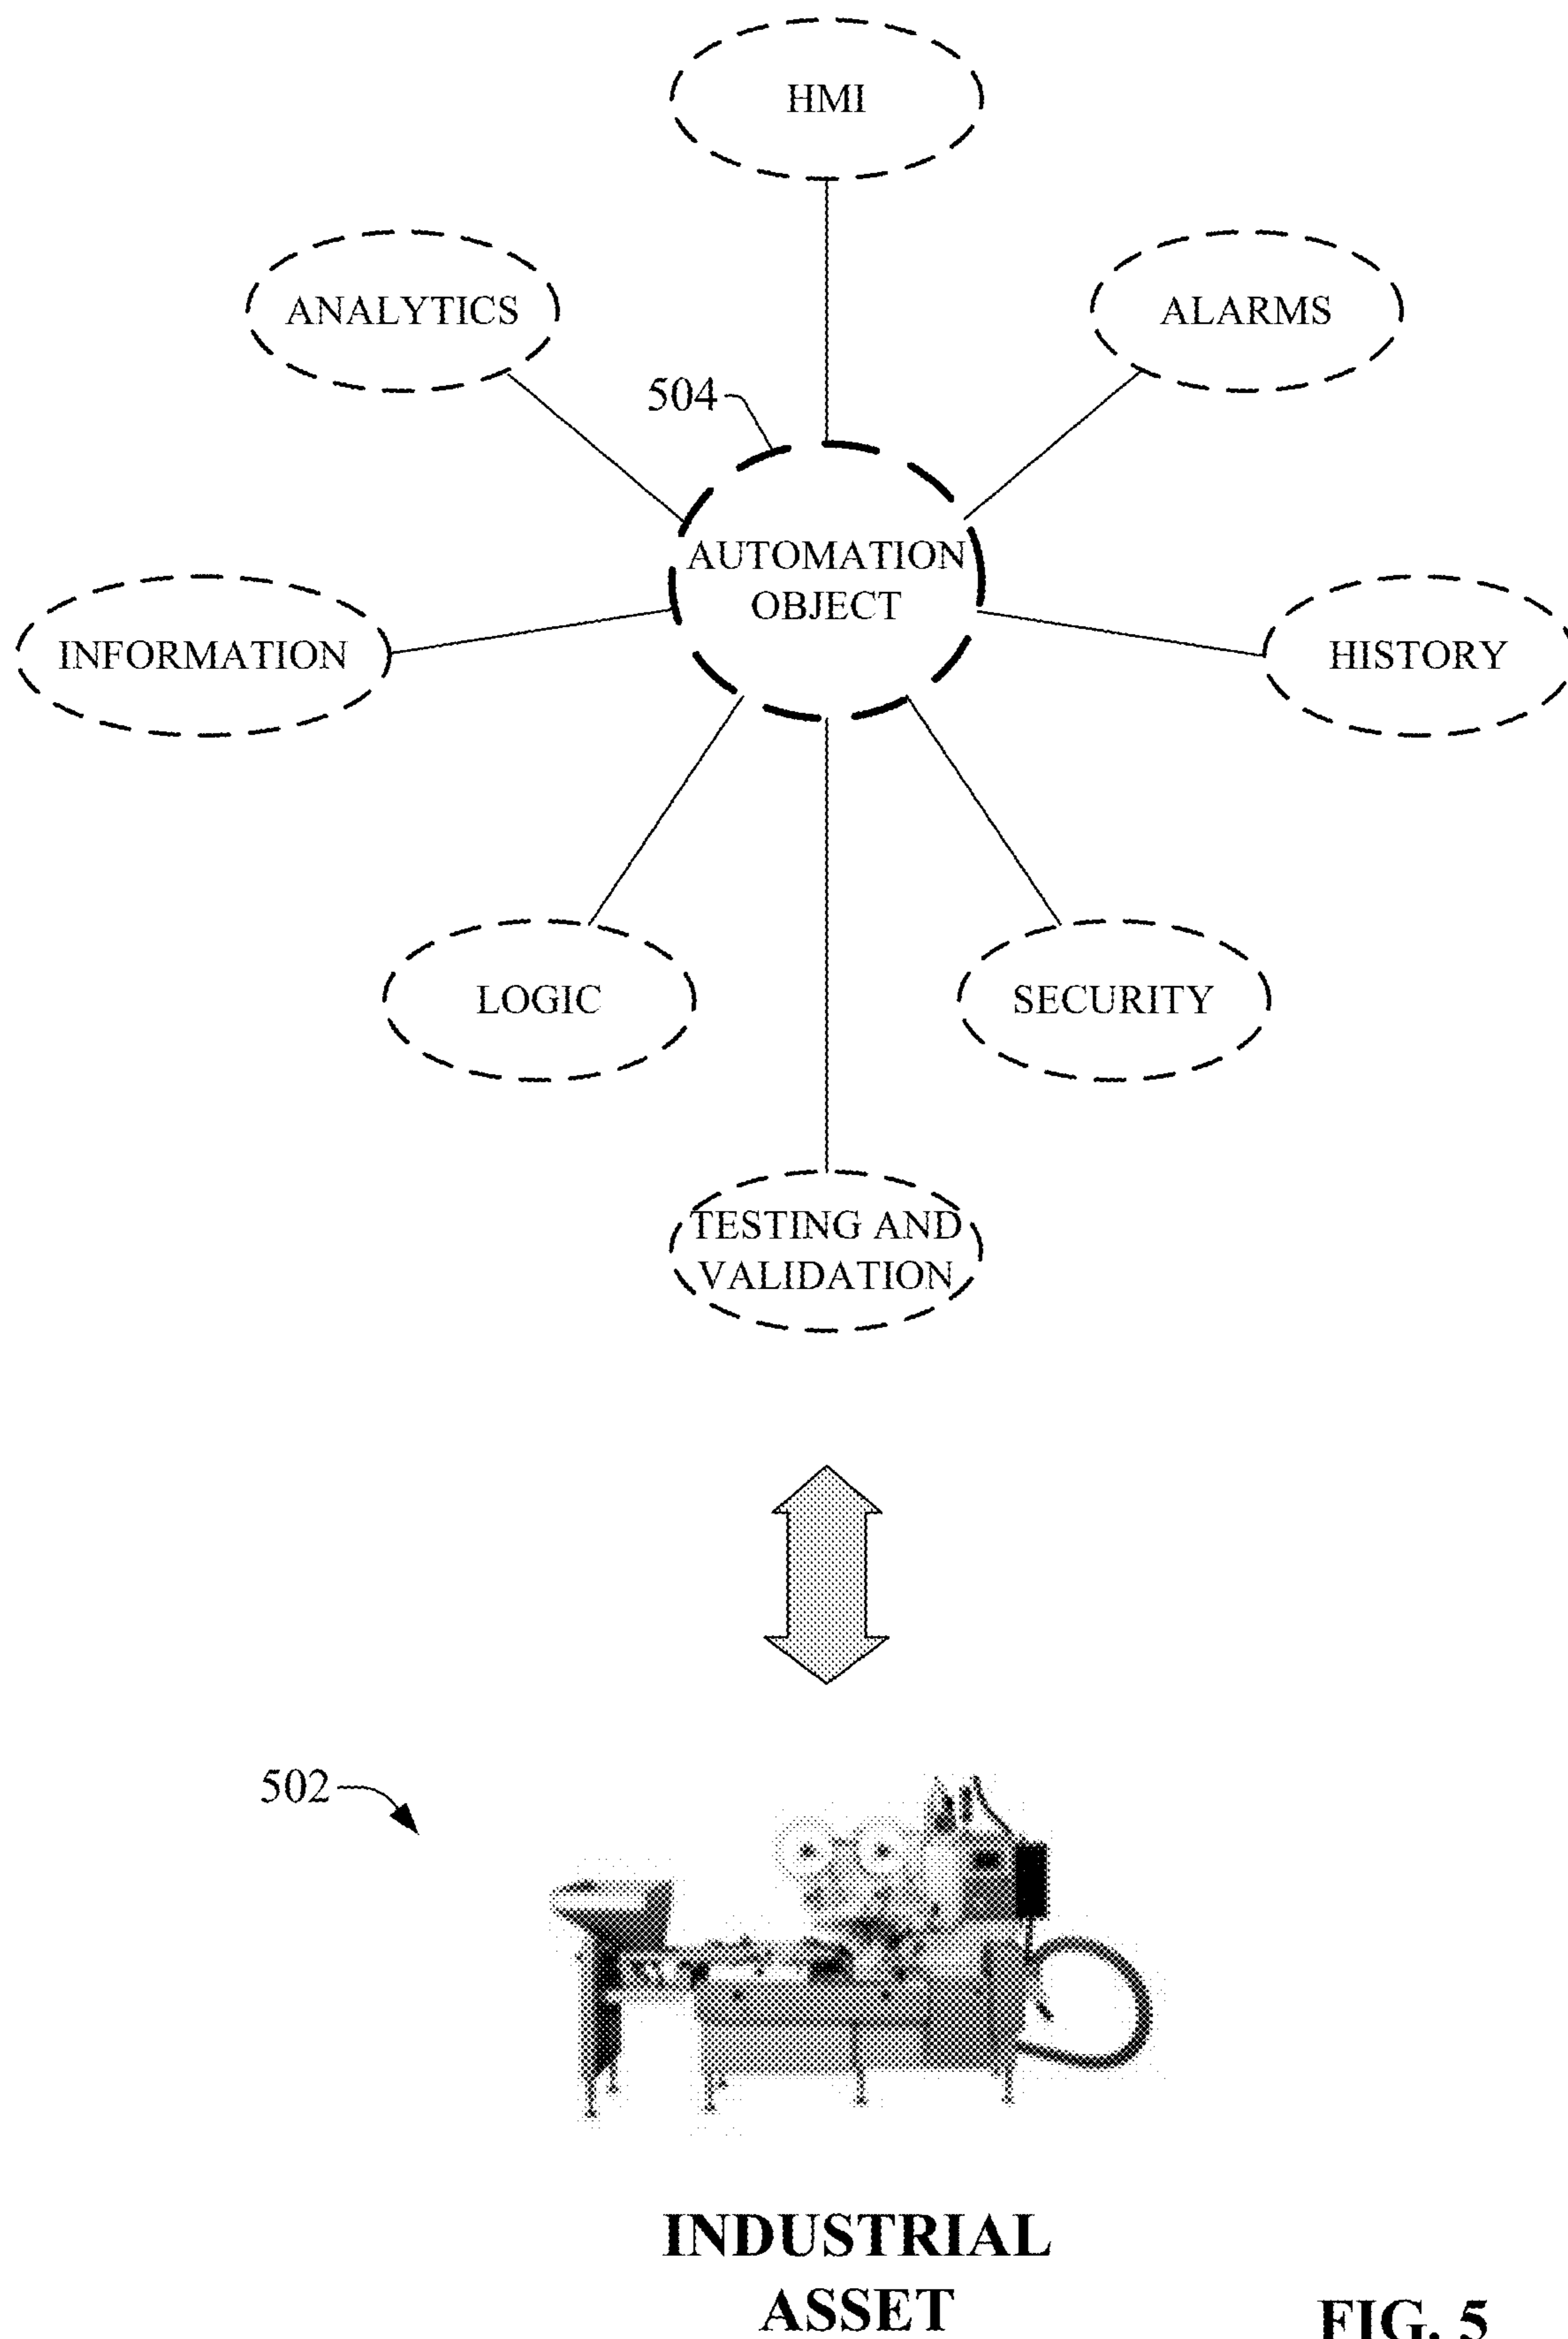 HMI
ANALYTICS
ALARMS
504
AUTOMATION
OBJECT
INFORMATION
HISTORY
LOGIC
SECURITY
TESTING AND
VALIDATION
502
INDUSTRIAL
ASSET
FIG. 5